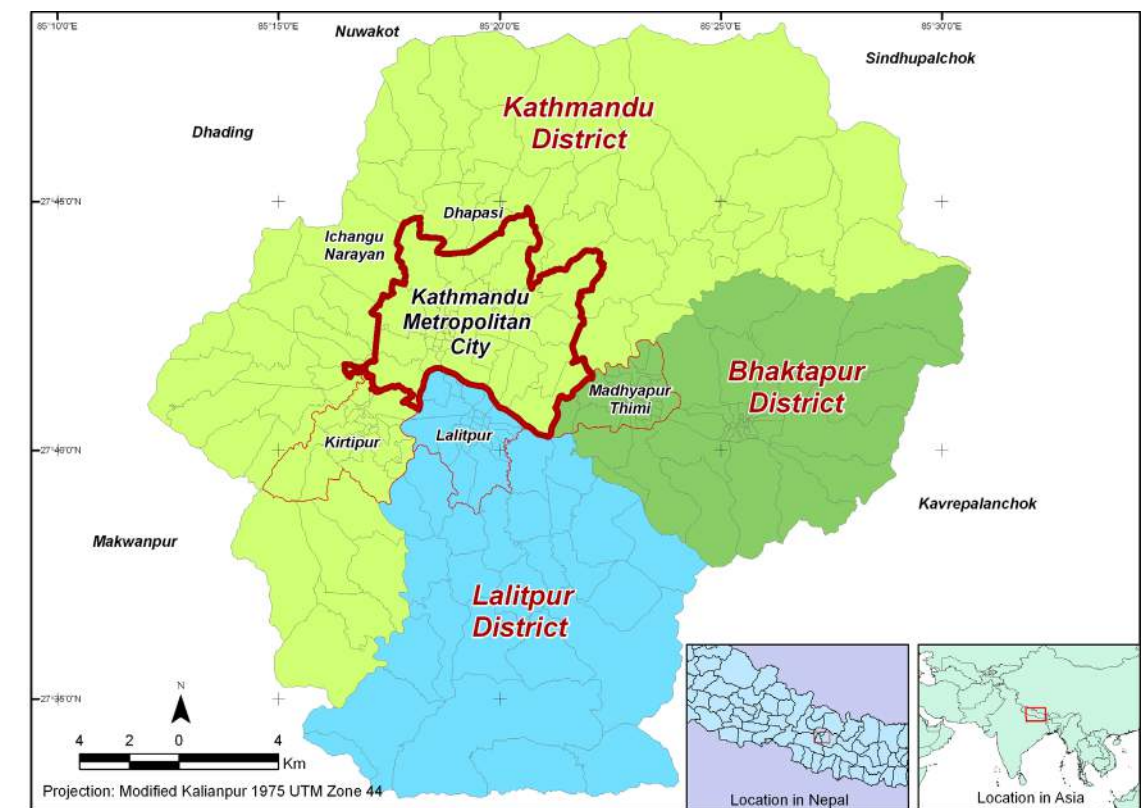 85°10'0"E
85°15'0"E
85°20'0"E
85°25'0"E
85°30'0"E
Nuwakot
Sindhupalchok
Kathmandu
District
Dhading
27°45'0"N
Dhapasi
Ichangu
Narayan
Kathmandu
Metropolitan
City
Bhaktapur
District
Madhyapur
Thimi
Kirtipur
Lalitpur
27°40'0"N
Kavrepalanchok
Makwanpur
Lalitpur
District
27°35'0"N
N
4 2 0 4
Km
Projection: Modified Kalianpur 1975 UTM Zone 44
Location in Nepal
Location in Asia